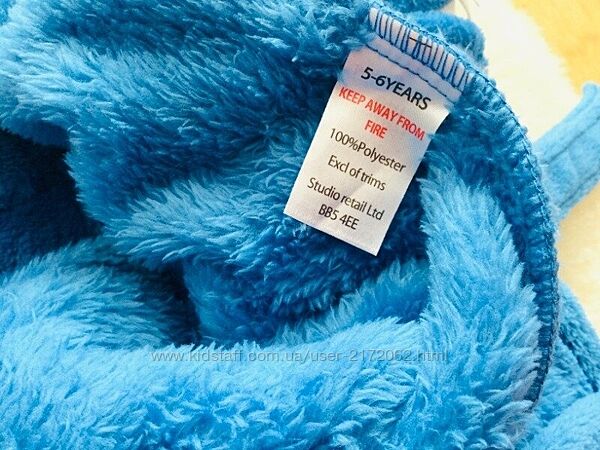 5-6YEARS
KEEP AWAY FROM
FIRE
100%Polyester
Excl of trims
Studio retail Ltd
BB5 4EE
www.kidstaff.com.ua/user-2172062.html